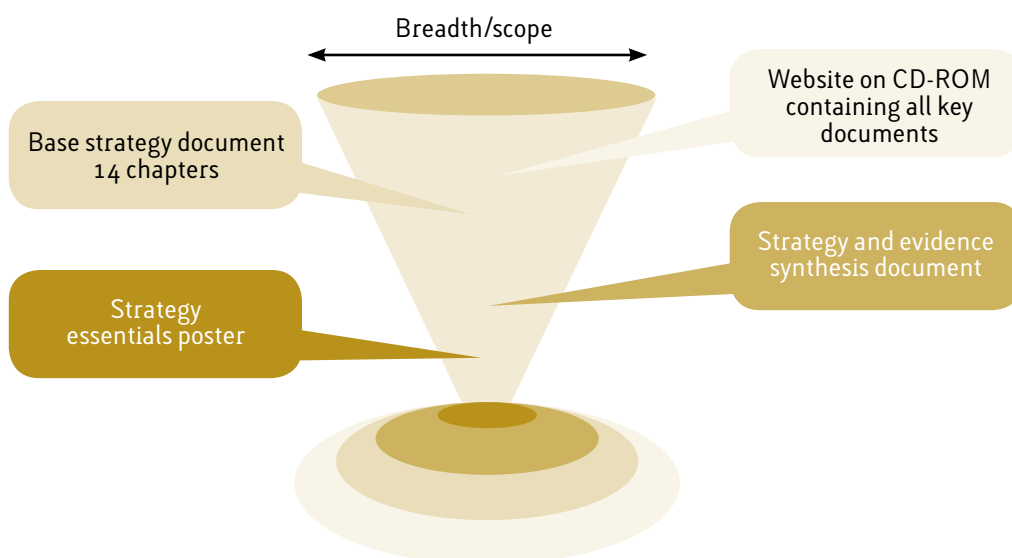 Breadth/scope
Website on CD-ROM
containing all key
documents
Base strategy document
14 chapters
Strategy and evidence
synthesis document
Strategy
essentials poster